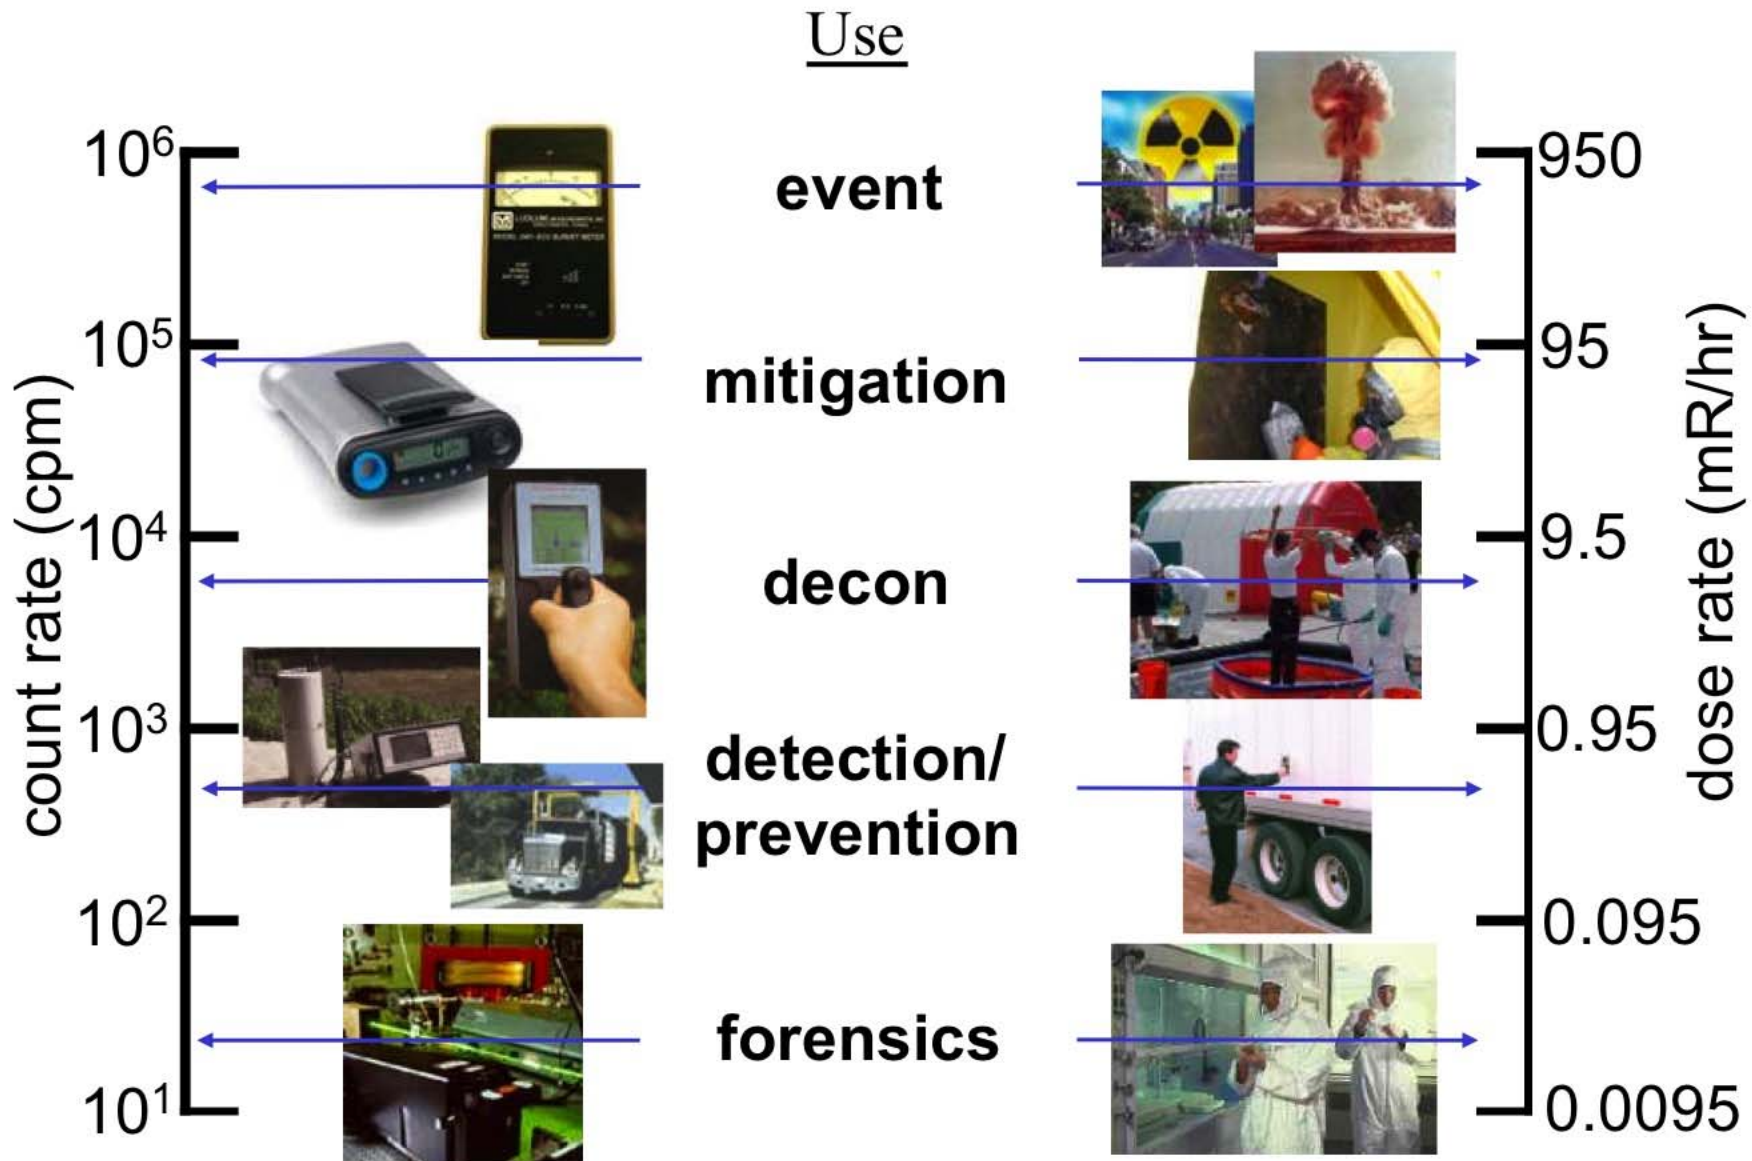 Use
10⁶
event
950
10⁵
mitigation
95
count rate (cpm)
dose rate (mR/hr)
10⁴
decon
9.5
10³
detection/
prevention
0.95
10²
0.095
forensics
10¹
0.0095